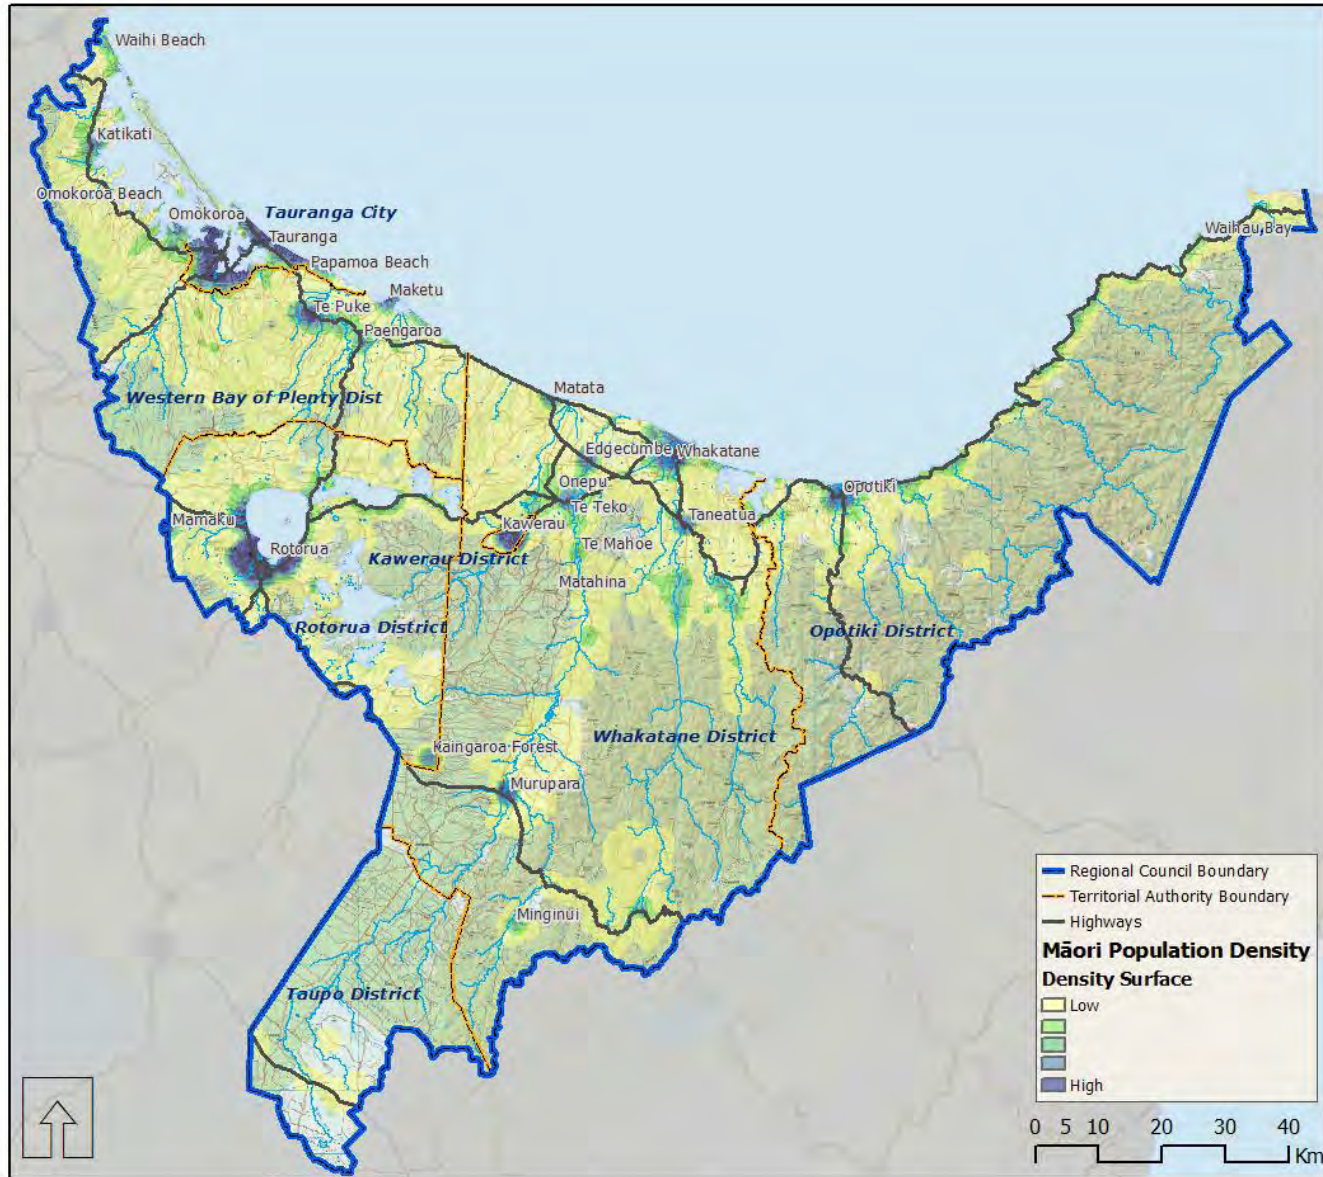 Waihi Beach
Katikati
Omokoroa Beach
Omokoroa
Tauranga City
Tauranga
Papamoa Beach
Maketu
Te Puke
Paengaroa
Waihau Bay
Western Bay of Plenty Dist
Matata
Edgecumbe
Whakatane
Onepu
Opotiki
Te Teko
Mamaku
Kawerau
Taneatua
Rotorua
Te Mahoe
Kawerau District
Matahina
Rotorua District
Opotiki District
Whakatane District
Kaingaroa Forest
Murupara
Minginui
Taupo District
Regional Council Boundary
Territorial Authority Boundary
Highways
Māori Population Density
Density Surface
Low
High
0 5 10 20 30 40
Km